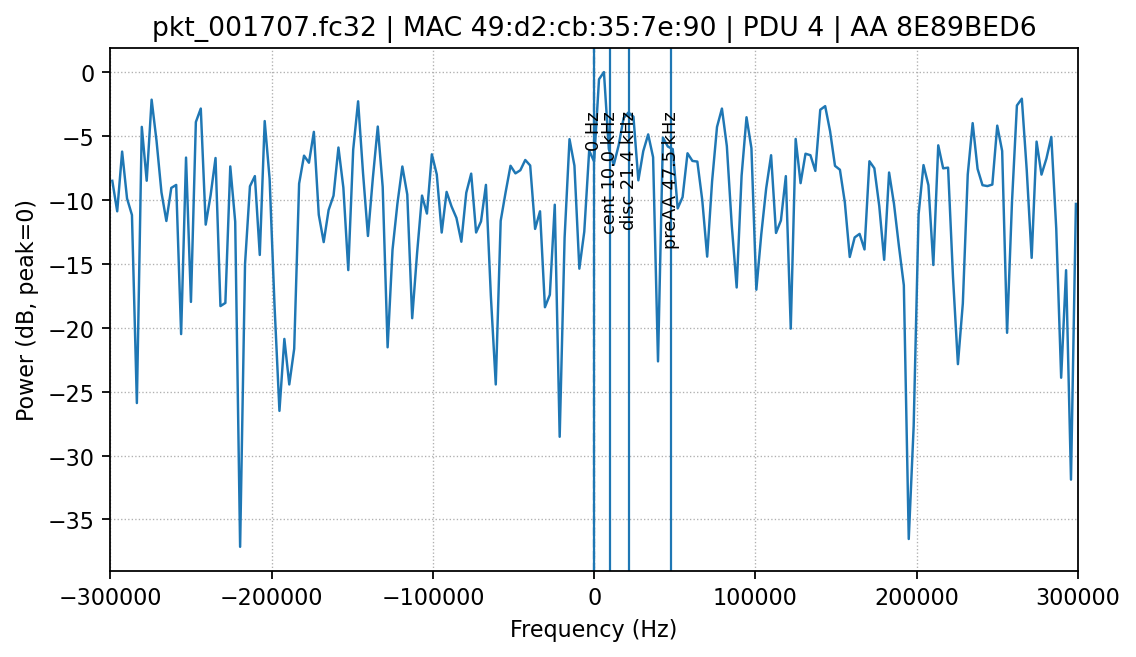 pkt_001707.fc32 | MAC 49:d2:cb:35:7e:90 | PDU 4 | AA 8E89BED6
Power (dB, peak=0)
0
−5
−10
−15
−20
−25
−30
−35
0 Hz
cent 10.0 kHz
disc 21.4 kHz
preAA 47.5 kHz
−300000
−200000
−100000
0
100000
200000
300000
Frequency (Hz)